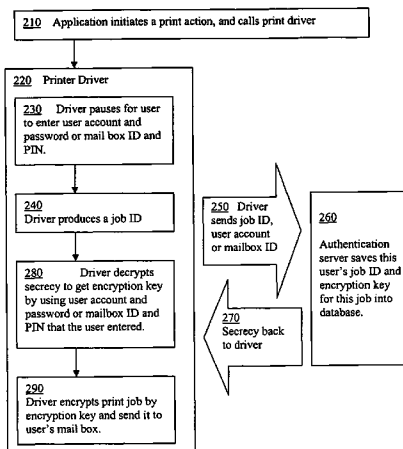 210 Application initiates a print action, and calls print driver
220 Printer Driver
230 Driver pauses for user
to enter user account and
password or mail box ID and
PIN.
240
Driver produces a job ID
250 Driver
sends job ID,
user account
or mailbox ID
260
Authentication
server saves this
user's job ID and
encryption key
for this job into
database.
280 Driver decrypts
secrecy to get encryption key
by using user account and
password or mailbox ID and
PIN that the user entered.
270
Secrecy back
to driver
290
Driver encrypts print job by
encryption key and send it to
user's mail box.